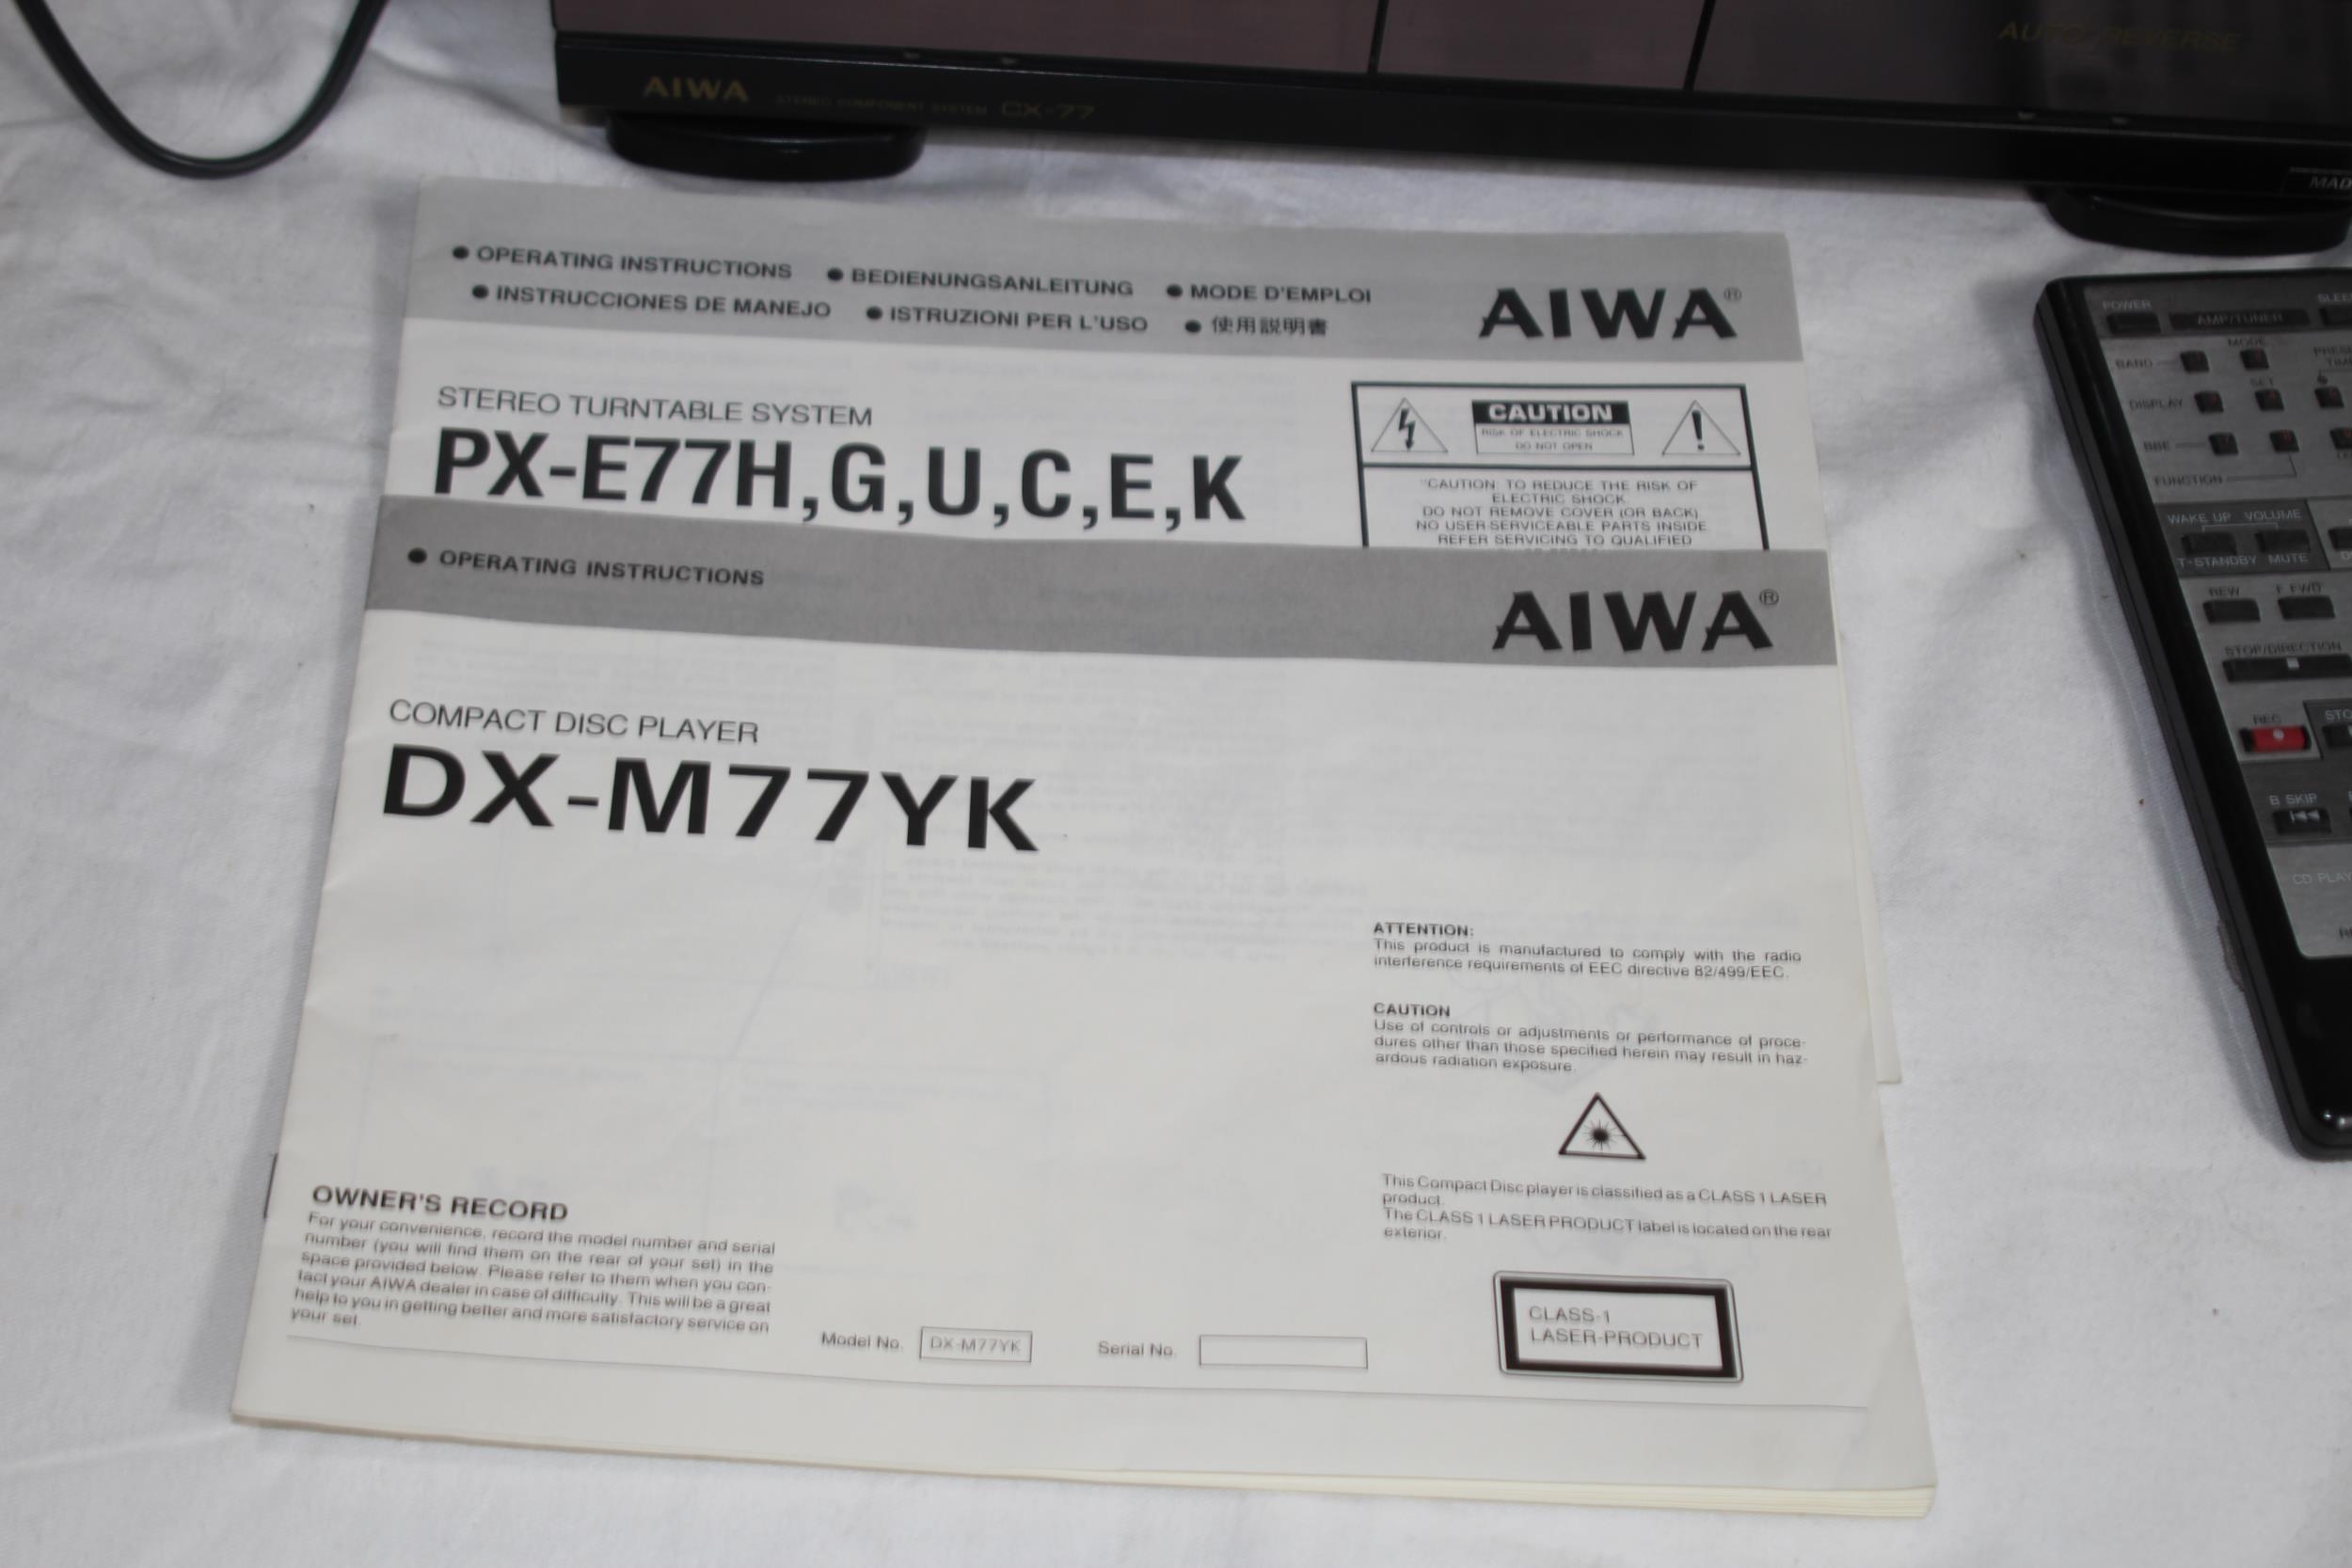 AUTO REVERSE
AIWA STEREO COMPONENT SYSTEM CX-77
MAD
● OPERATING INSTRUCTIONS ● BEDIENUNGSANLEITUNG ● MODE D'EMPLOI
● INSTRUCCIONES DE MANEJO ● ISTRUZIONI PER L'USO ● 使用説明書
AIWA®
STEREO TURNTABLE SYSTEM
PX-E77H,G,U,C,E,K
CAUTION
RISK OF ELECTRIC SHOCK
DO NOT OPEN
"CAUTION: TO REDUCE THE RISK OF
ELECTRIC SHOCK.
DO NOT REMOVE COVER (OR BACK)
NO USER-SERVICEABLE PARTS INSIDE
REFER SERVICING TO QUALIFIED
● OPERATING INSTRUCTIONS
AIWA®
COMPACT DISC PLAYER
DX-M77YK
ATTENTION:
This product is manufactured to comply with the radio
interference requirements of EEC directive 82/499/EEC.
CAUTION
Use of controls or adjustments or performance of proce-
dures other than those specified herein may result in haz-
ardous radiation exposure.
This Compact Disc player is classified as a CLASS 1 LASER
product.
The CLASS 1 LASER PRODUCT label is located on the rear
exterior.
CLASS-1
LASER-PRODUCT
OWNER'S RECORD
For your convenience, record the model number and serial
number (you will find them on the rear of your set) in the
space provided below. Please refer to them when you con-
tact your AIWA dealer in case of difficulty. This will be a great
help to you in getting better and more satisfactory service on
your set.
Model No. DX-M77YK Serial No.
POWER SLEE
AMP/TUNER
MODE
BAND
SET
DISPLAY
BBE
FUNCTION
WAKE UP VOLUME
T-STANDBY MUTE
REW F FWD
STOP/DIRECTION
REC STO
B SKIP
CD PLAY